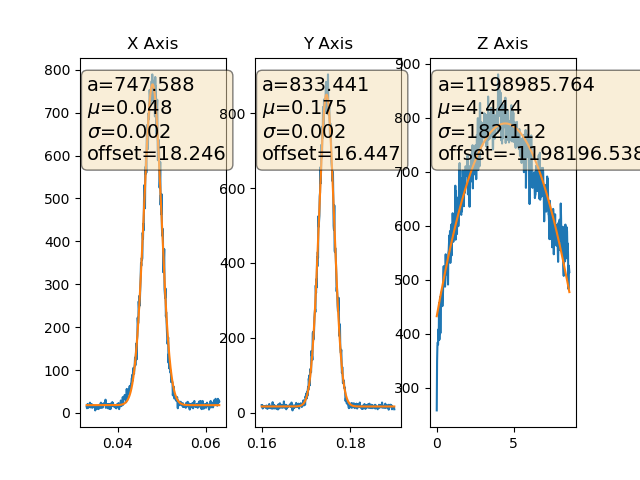 X Axis
Y Axis
Z Axis
a=747.588
μ=0.048
σ=0.002
offset=18.246
a=833.441
μ=0.175
σ=0.002
offset=16.447
a=1198985.764
μ=4.444
σ=182.112
offset=-1198196.538
800
700
600
500
400
300
200
100
0
0.04
0.06
800
600
400
200
0
0.16
0.18
900
800
700
600
500
400
300
0
5